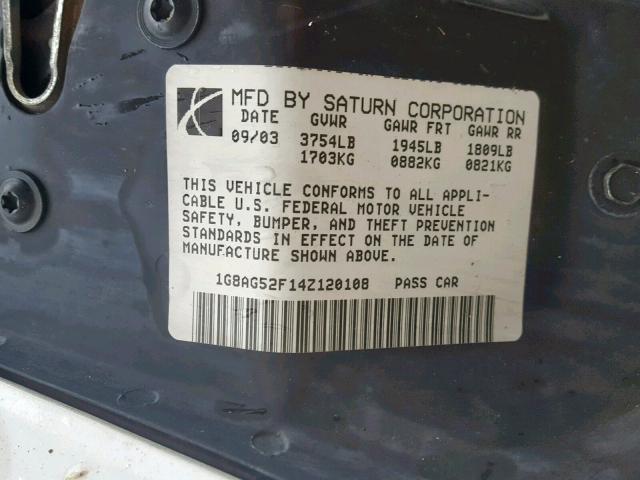 MFD BY SATURN CORPORATION
DATE GVWR GAWR FRT GAWR RR
09/03 3754LB 1945LB 1809LB
1703KG 0882KG 0821KG
THIS VEHICLE CONFORMS TO ALL APPLI-
CABLE U.S. FEDERAL MOTOR VEHICLE
SAFETY, BUMPER, AND THEFT PREVENTION
STANDARDS IN EFFECT ON THE DATE OF
MANUFACTURE SHOWN ABOVE.
1G8AG52F14Z120108 PASS CAR